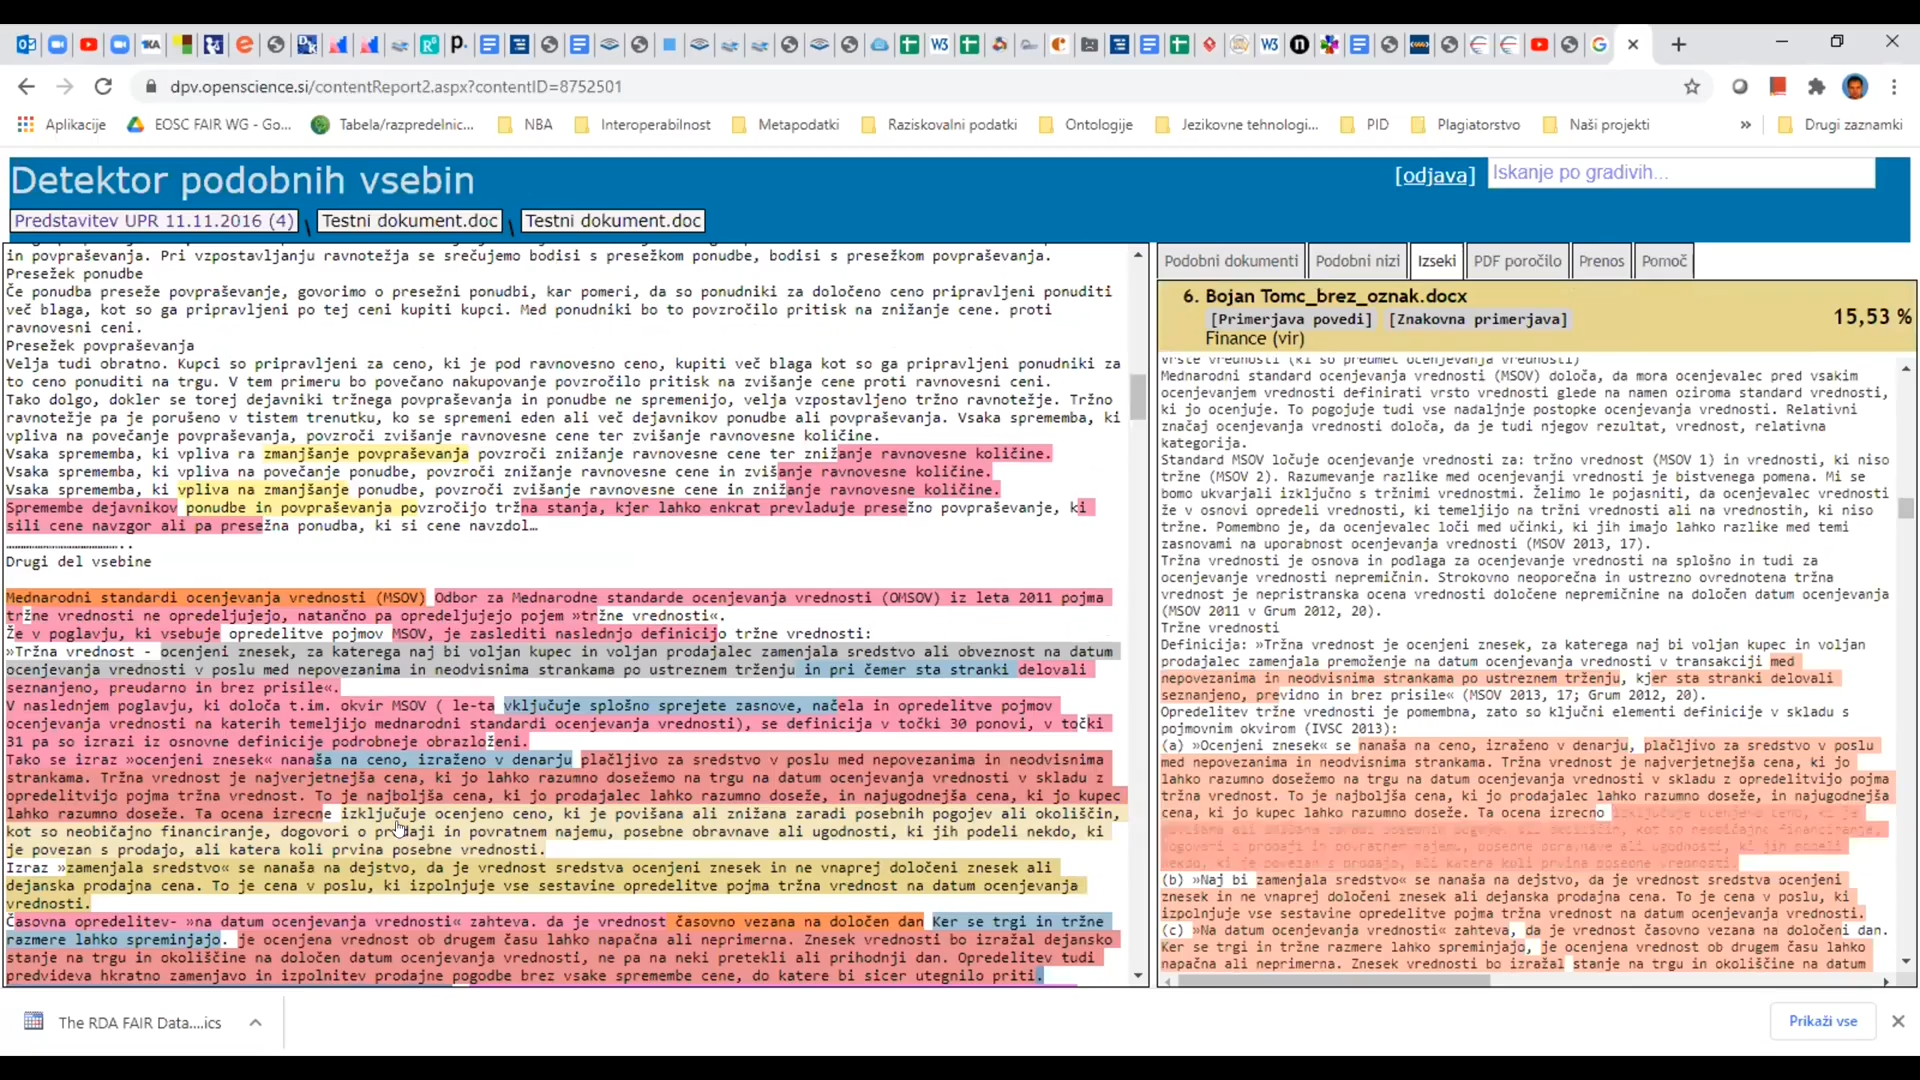 dpv.openscience.si/contentReport2.aspx?contentID=8752501
Aplikacije EOSC FAIR WG - Go... Tabela/razpredelnic... NBA Interoperabilnost Metapodatki Raziskovalni podatki Ontologije Jezikovne tehnologi... PID Plagiatorstvo Naši projekti » Drugi zaznamki
Detektor podobnih vsebin
[odjava] Iskanje po gradivih...
Predstavitev UPR 11.11.2016 (4) \ Testni dokument.doc \ Testni dokument.doc
in povpraševanja. Pri vzpostavljanju ravnotežja se srečujemo bodisi s presežkom ponudbe, bodisi s presežkom povpraševanja.
Presežek ponudbe
Če ponudba preseže povpraševanje, govorimo o presežni ponudbi, kar pomeri, da so ponudniki za določeno ceno pripravljeni ponuditi
več blaga, kot so ga pripravljeni po tej ceni kupiti kupci. Med ponudniki bo to povzročilo pritisk na znižanje cene. proti
ravnovesni ceni.
Presežek povpraševanja
Velja tudi obratno. Kupci so pripravljeni za ceno, ki je pod ravnovesno ceno, kupiti več blaga kot so ga pripravljeni ponudniki za
to ceno ponuditi na trgu. V tem primeru bo povečano nakupovanje povzročilo pritisk na zvišanje cene proti ravnovesni ceni.
Tako dolgo, dokler se torej dejavniki tržnega povpraševanja in ponudbe ne spremenijo, velja vzpostavljeno tržno ravnotežje. Tržno
ravnotežje pa je porušeno v tistem trenutku, ko se spremeni eden ali več dejavnikov ponudbe ali povpraševanja. Vsaka sprememba, ki
vpliva na povečanje povpraševanja, povzroči zvišanje ravnovesne cene ter zvišanje ravnovesne količine.
Vsaka sprememba, ki vpliva ra zmanjšanje povpraševanja povzroči znižanje ravnovesne cene ter znižanje ravnovesne količine.
Vsaka sprememba, ki vpliva na povečanje ponudbe, povzroči znižanje ravnovesne cene in zvišanje ravnovesne količine.
Vsaka sprememba, ki vpliva na zmanjšanje ponudbe, povzroči zvišanje ravnovesne cene in znižanje ravnovesne količine.
Spremembe dejavnikov ponudbe in povpraševanja povzročijo tržna stanja, kjer lahko enkrat prevladuje presežno povpraševanje, ki
sili cene navzgor ali pa presežna ponudba, ki si cene navzdol…
Drugi del vsebine
Mednarodni standardi ocenjevanja vrednosti (MSOV) Odbor za Mednarodne standarde ocenjevanja vrednosti (OMSOV) iz leta 2011 pojma
tržne vrednosti ne opredeljujejo, natančno pa opredeljujejo pojem »tržne vrednosti«.
Že v poglavju, ki vsebuje opredelitve pojmov MSOV, je zaslediti naslednjo definicijo tržne vrednosti:
»Tržna vrednost - ocenjeni znesek, za katerega naj bi voljan kupec in voljan prodajalec zamenjala sredstvo ali obveznost na datum
ocenjevanja vrednosti v poslu med nepovezanima in neodvisnima strankama po ustreznem trženju in pri čemer sta stranki delovali
seznanjeno, preudarno in brez prisile«.
V naslednjem poglavju, ki določa t.im. okvir MSOV ( le-ta vključuje splošno sprejete zasnove, načela in opredelitve pojmov
ocenjevanja vrednosti na katerih temeljijo mednarodni standardi ocenjevanja vrednosti), se definicija v točki 30 ponovi, v točki
31 pa so izrazi iz osnovne definicije podrobneje obrazloženi.
Tako se izraz »ocenjeni znesek« nanaša na ceno, izraženo v denarju plačljivo za sredstvo v poslu med nepovezanima in neodvisnima
strankama. Tržna vrednost je najverjetnejša cena, ki jo lahko razumno dosežemo na trgu na datum ocenjevanja vrednosti v skladu z
opredelitvijo pojma tržna vrednost. To je najboljša cena, ki jo prodajalec lahko razumno doseže, in najugodnejša cena, ki jo kupec
lahko razumno doseže. Ta ocena izrecne izključuje ocenjeno ceno, ki je povišana ali znižana zaradi posebnih pogojev ali okoliščin,
kot so neobičajno financiranje, dogovori o prodaji in povratnem najemu, posebne obravnave ali ugodnosti, ki jih podeli nekdo, ki
je povezan s prodajo, ali katera koli prvina posebne vrednosti.
Izraz »zamenjala sredstvo« se nanaša na dejstvo, da je vrednost sredstva ocenjeni znesek in ne vnaprej določeni znesek ali
dejanska prodajna cena. To je cena v poslu, ki izpolnjuje vse sestavine opredelitve pojma tržna vrednost na datum ocenjevanja
vrednosti.
Časovna opredelitev- »na datum ocenjevanja vrednosti« zahteva. da je vrednost časovno vezana na določen dan Ker se trgi in tržne
razmere lahko spreminjajo. je ocenjena vrednost ob drugem času lahko napačna ali neprimerna. Znesek vrednosti bo izražal dejansko
stanje na trgu in okoliščine na določen datum ocenjevanja vrednosti, ne pa na neki pretekli ali prihodnji dan. Opredelitev tudi
predvideva hkratno zamenjavo in izpolnitev prodajne pogodbe brez vsake spremembe cene, do katere bi sicer utegnilo priti.
Podobni dokumenti Podobni nizi Izseki PDF poročilo Prenos Pomoč
6. Bojan Tomc_brez_oznak.docx
[Primerjava povedi] [Znakovna primerjava] 15,53 %
Finance (vir)
vrste vrednosti (ki so predmet ocenjevanja vrednosti)
Mednarodni standard ocenjevanja vrednosti (MSOV) določa, da mora ocenjevalec pred vsakim
ocenjevanjem vrednosti definirati vrsto vrednosti glede na namen oziroma standard vrednosti,
ki jo ocenjuje. To pogojuje tudi vse nadaljnje postopke ocenjevanja vrednosti. Relativni
značaj ocenjevanja vrednosti določa, da je tudi njegov rezultat, vrednost, relativna
kategorija.
Standard MSOV ločuje ocenjevanje vrednosti za: tržno vrednost (MSOV 1) in vrednosti, ki niso
tržne (MSOV 2). Razumevanje razlike med vrednostmi je bistvenega pomena. Mi se
bomo ukvarjali izključno s tržnimi vrednostmi. Želimo le pojasniti, da ocenjevalec vrednosti
že v osnovi opredeli vrednosti, ki temeljijo na tržni vrednosti ali na vrednostih, ki niso
tržne. Pomembno je, da ocenjevalec loči med učinki, ki jih imajo lahko razlike med temi
zasnovami na uporabnost ocenjevanja vrednosti (MSOV 2013, 17).
Tržna vrednost je osnova in podlaga za ocenjevanje vrednosti na splošno in tudi za
ocenjevanje vrednosti nepremičnin. Strokovno neoporečna in ustrezno ovrednotena tržna
vrednost je nepristranska ocena vrednosti določene nepremičnine na določen datum ocenjevanja
(MSOV 2011 v Grum 2012, 20).
Tržne vrednosti
Definicija: »Tržna vrednost je ocenjeni znesek, za katerega naj bi voljan kupec in voljan
prodajalec zamenjala premoženje na datum ocenjevanja vrednosti v transakciji med
nepovezanima in neodvisnima strankama po ustreznem trženju, kjer sta stranki delovali
seznanjeno, previdno in brez prisile« (MSOV 2013, 17; Grum 2012, 20).
Opredelitev tržne vrednosti je pomembna, zato so ključni elementi definicije v skladu s
pojmovnim okvirom (IVSC 2013):
(a) »Ocenjeni znesek« se nanaša na ceno, izraženo v denarju, plačljivo za sredstvo v poslu
med nepovezanima in neodvisnima strankama. Tržna vrednost je najverjetnejša cena, ki jo
lahko razumno dosežemo na trgu na datum ocenjevanja vrednosti v skladu z opredelitvijo pojma
tržna vrednost. To je najboljša cena, ki jo prodajalec lahko razumno doseže, in najugodnejša
cena, ki jo kupec lahko razumno doseže. Ta ocena izrecno
(b) »Naj bi zamenjala sredstvo« se nanaša na dejstvo, da je vrednost sredstva ocenjeni
znesek in ne vnaprej določeni znesek ali dejanska prodajna cena. To je cena v poslu, ki
izpolnjuje vse sestavine opredelitve pojma tržna vrednost na datum ocenjevanja vrednosti.
(c) »Na datum ocenjevanja vrednosti« zahteva, da je vrednost časovno vezana na določeni dan.
Ker se trgi in tržne razmere lahko spreminjajo, je ocenjena vrednost ob drugem času lahko
napačna ali neprimerna. Znesek vrednosti bo izražal stanje na trgu in okoliščine na datum
The RDA FAIR Data....ics
Prikaži vse